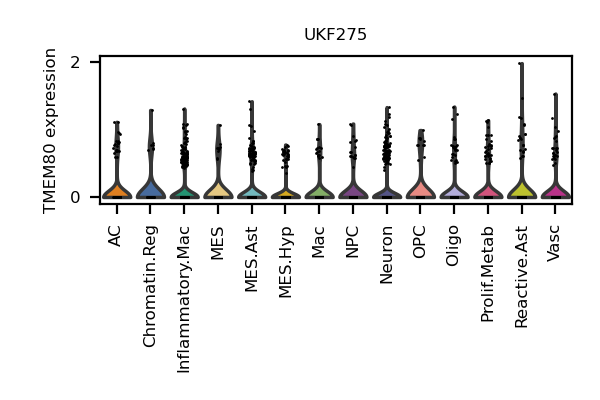 UKF275
TMEM80 expression
2
0
AC
Chromatin.Reg
Inflammatory.Mac
MES
MES.Ast
MES.Hyp
Mac
NPC
Neuron
OPC
Oligo
Prolif.Metab
Reactive.Ast
Vasc